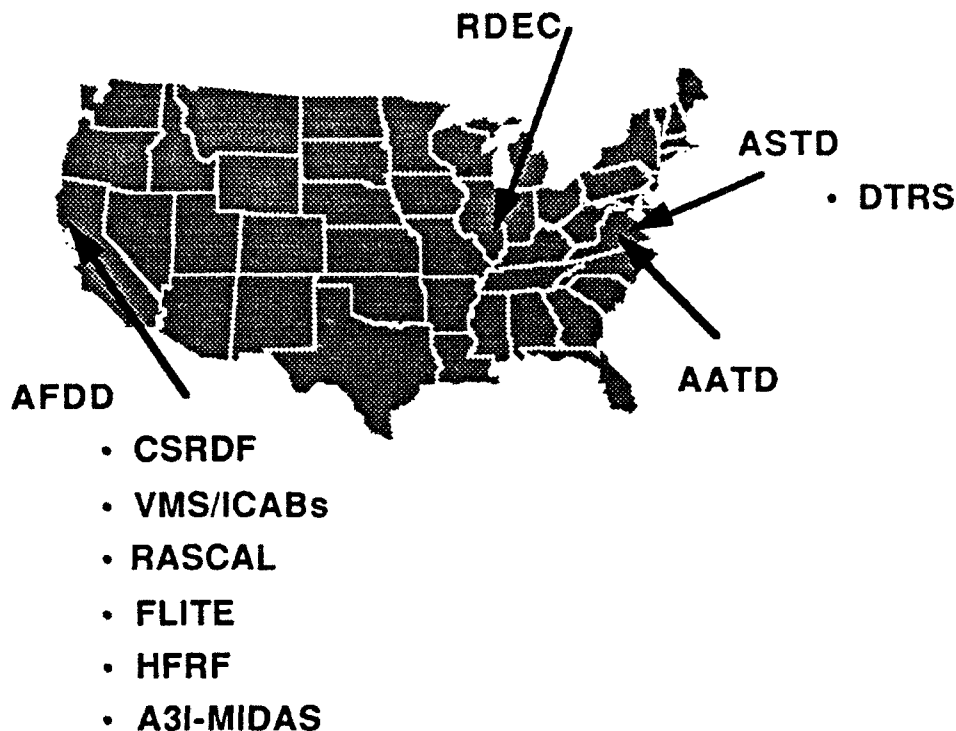 RDEC
ASTD
• DTRS
AATD
AFDD
• CSRDF
• VMS/ICABs
• RASCAL
• FLITE
• HFRF
• A3I-MIDAS